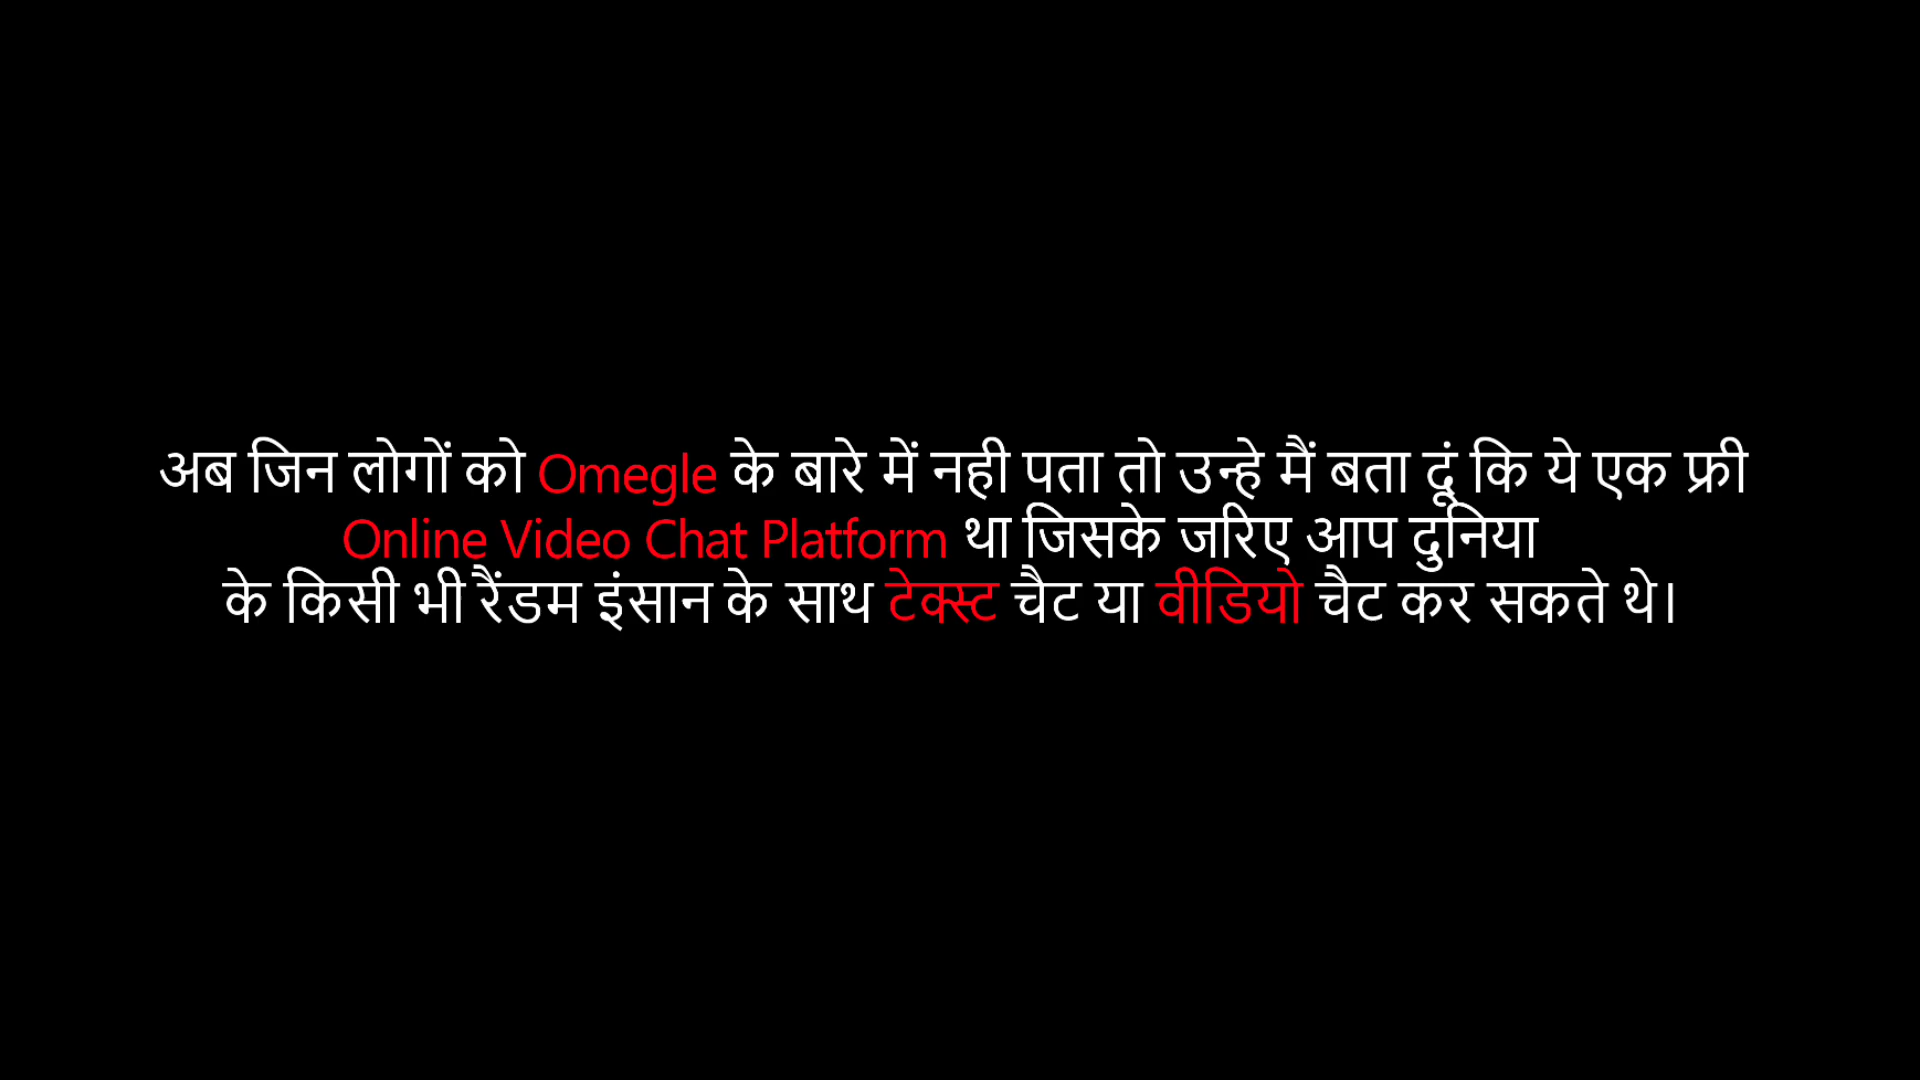 अब जिन लोगों को Omegle के बारे में नही पता तो उन्हे मैं बता दूं कि ये एक फ्री
Online Video Chat Platform था जिसके जरिए आप दुनिया
के किसी भी रैंडम इंसान के साथ टेक्स्ट चैट या वीडियो चैट कर सकते थे।